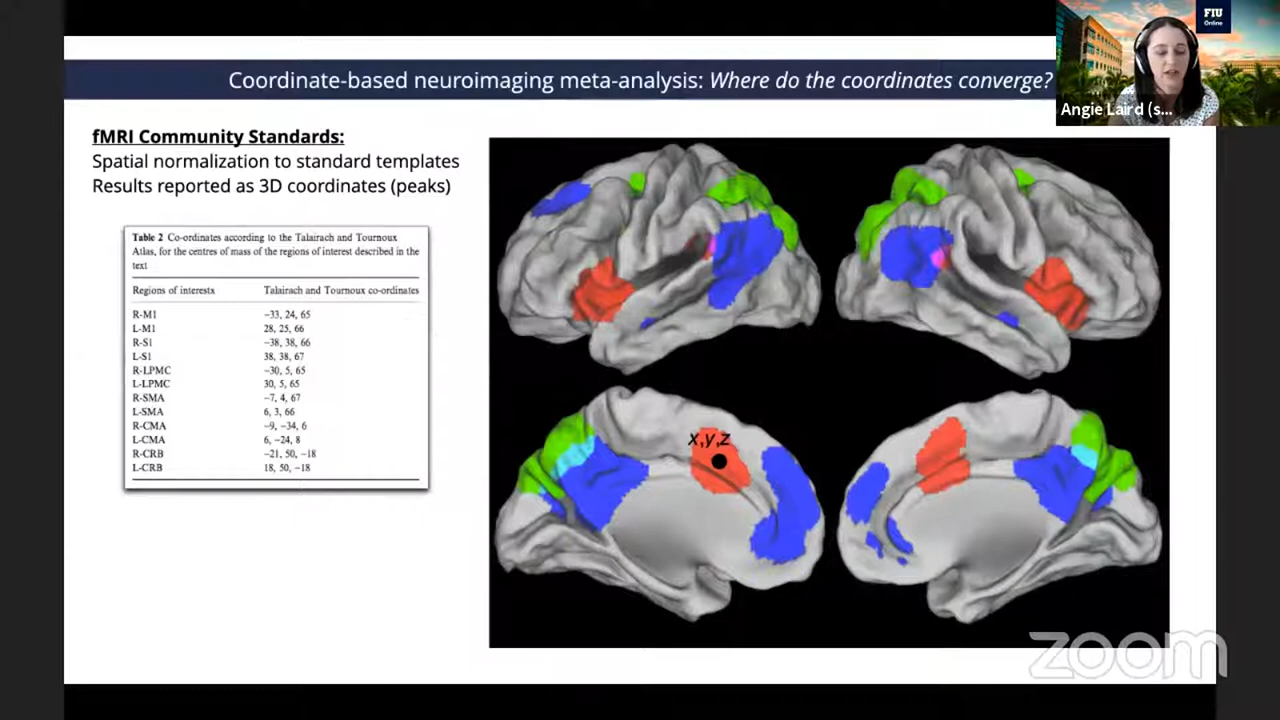 FIU
Online
Coordinate-based neuroimaging meta-analysis: Where do the coordinates converge?
Angie Laird (s...
fMRI Community Standards:
Spatial normalization to standard templates
Results reported as 3D coordinates (peaks)
Table 2 Co-ordinates according to the Talairach and Tournoux
Atlas, for the centres of mass of the regions of interest described in the
text
Regions of interests Talairach and Tournoux co-ordinates
R-M1 −33, 24, 65
L-M1 28, 25, 66
R-S1 −38, 38, 66
L-S1 38, 38, 67
R-LPMC −30, 5, 65
L-LPMC 30, 5, 65
R-SMA −7, 4, 67
L-SMA 6, 3, 66
R-CMA −9, −34, 6
L-CMA 6, −24, 8
R-CRB −21, 50, −18
L-CRB 18, 50, −18
x,y,z
zoom